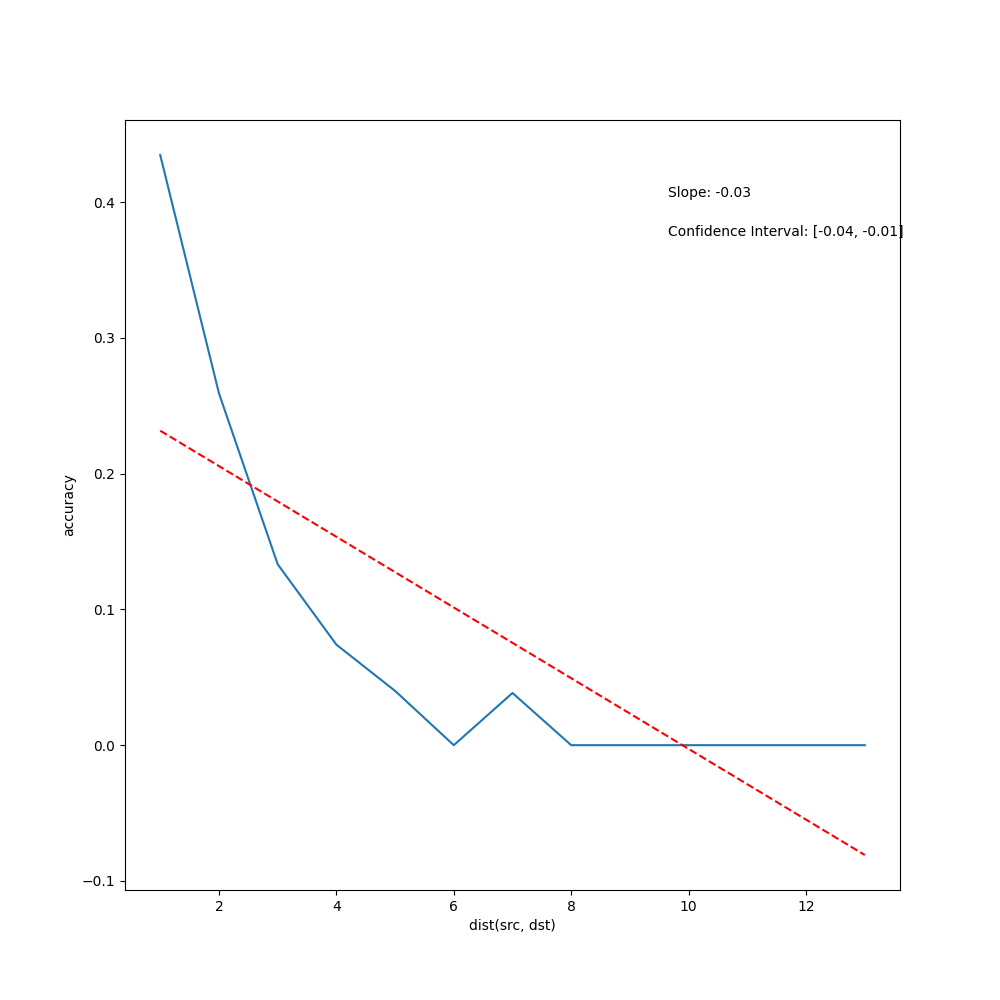 Slope: -0.03
Confidence Interval: [-0.04, -0.01]
0.4
0.3
0.2
0.1
0.0
−0.1
accuracy
2 4 6 8 10 12
dist(src, dst)